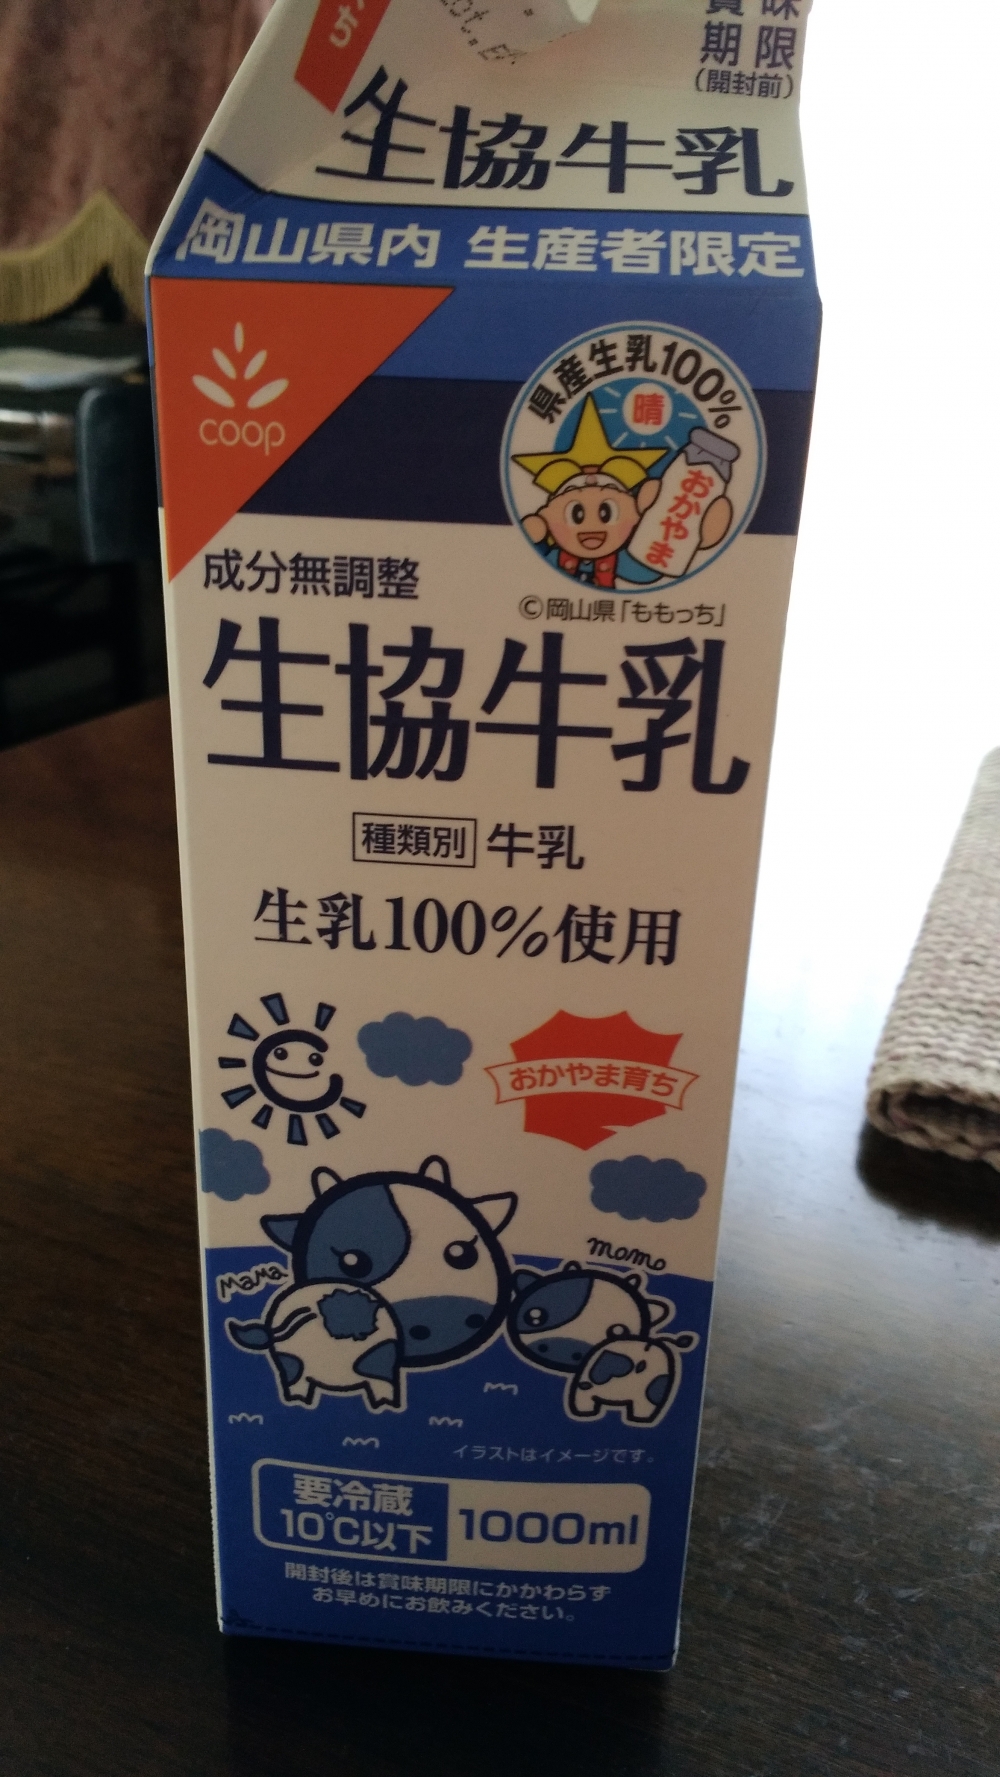 ち
Lot.
賞味
期限
(開封前)
生協牛乳
岡山県内 生産者限定
coop
県産生乳100%
晴
おかやま
©岡山県「ももっち」
成分無調整
生協牛乳
種類別 牛乳
生乳100%使用
おかやま育ち
mama
momo
イラストはイメージです。
要冷蔵
10℃以下
1000ml
開封後は賞味期限にかかわらず
お早めにお飲みください。